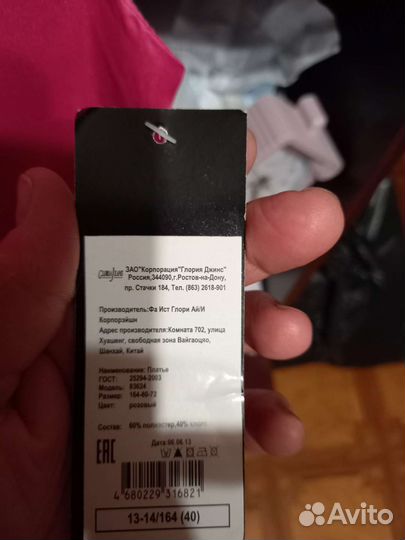 ЗАО"Корпорация"Глория Джинс"
Россия,344090,г.Ростов-на-Дону,
пр. Стачки 184, Тел. (863) 2618-901
Производитель:Фа Ист Глори Ай/И
Корпорэйшн
Адрес производителя:Комната 702, улица
Хуашенг, свободная зона Вайгаоцяо,
Шанхай, Китай
Наименование: Платье
ГОСТ: 25294-2003
Модель: 93624
Размер: 164-80-72
Цвет: розовый
Состав: 60% полиэстер,40% хлопок
Дата:06.06.13
EAC
4 680229 316821
13-14/164 (40)
Avito